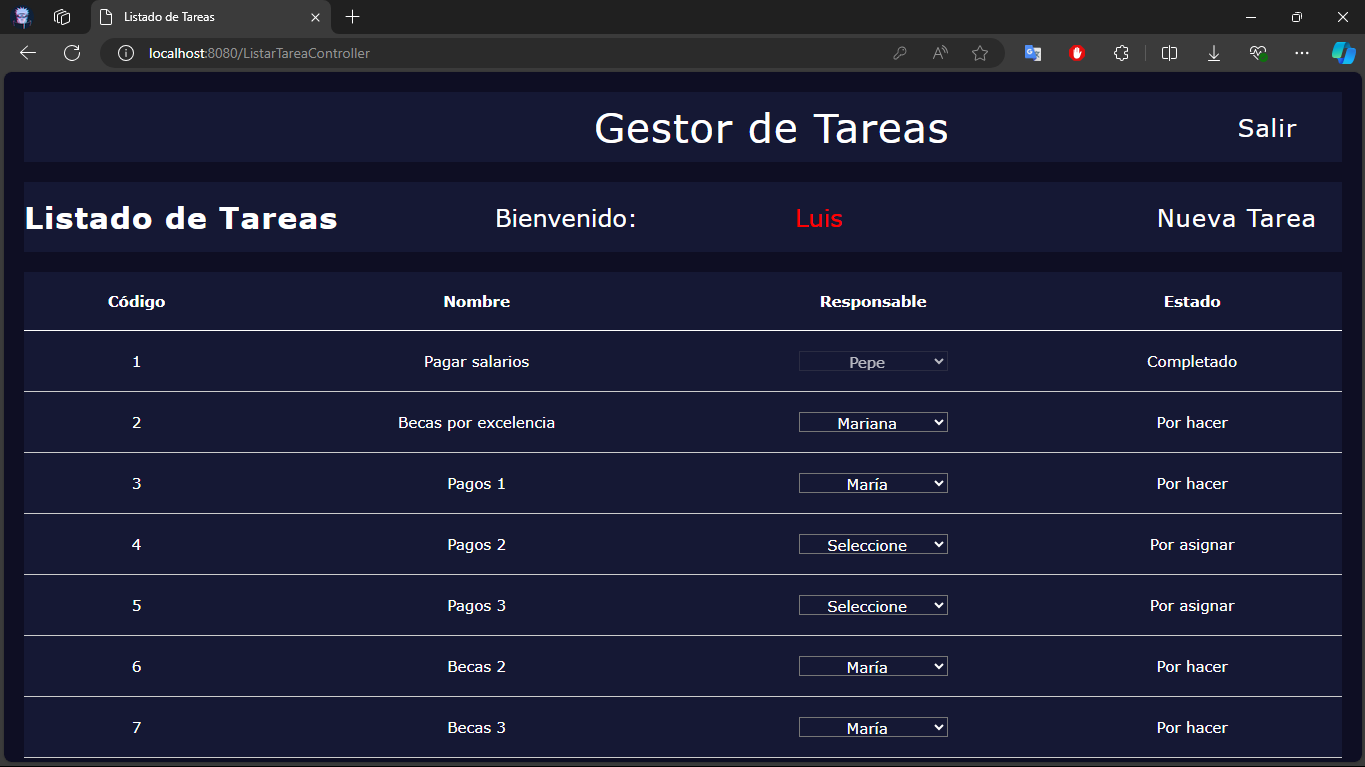 Listado de Tareas
localhost:8080/ListarTareaController
Gestor de Tareas Salir
Listado de Tareas Bienvenido: Luis Nueva Tarea
Código Nombre Responsable Estado
1 Pagar salarios Pepe Completado
2 Becas por excelencia Mariana Por hacer
3 Pagos 1 María Por hacer
4 Pagos 2 Seleccione Por asignar
5 Pagos 3 Seleccione Por asignar
6 Becas 2 María Por hacer
7 Becas 3 María Por hacer